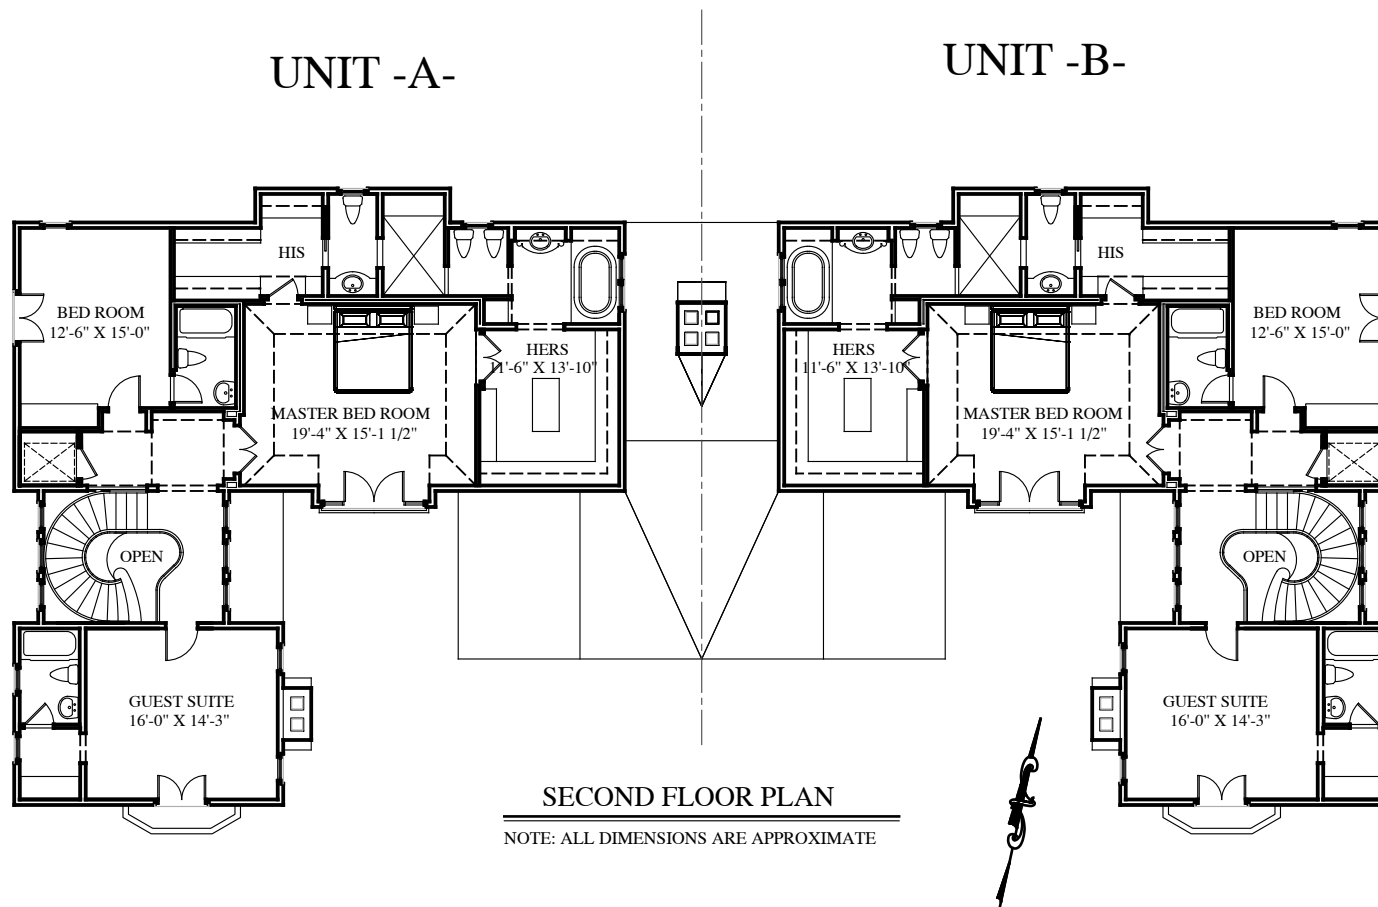 UNIT -A-
UNIT -B-
HIS
BED ROOM
12'-6" X 15'-0"
HERS
11'-6" X 13'-10"
MASTER BED ROOM
19'-4" X 15'-1 1/2"
OPEN
GUEST SUITE
16'-0" X 14'-3"
HIS
BED ROOM
12'-6" X 15'-0"
HERS
11'-6" X 13'-10"
MASTER BED ROOM
19'-4" X 15'-1 1/2"
OPEN
GUEST SUITE
16'-0" X 14'-3"
SECOND FLOOR PLAN
NOTE: ALL DIMENSIONS ARE APPROXIMATE